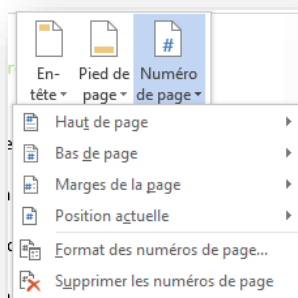 En- Pied de Numéro
tête page de page
Haut de page
Bas de page
Marges de la page
Position actuelle
Format des numéros de page...
Supprimer les numéros de page